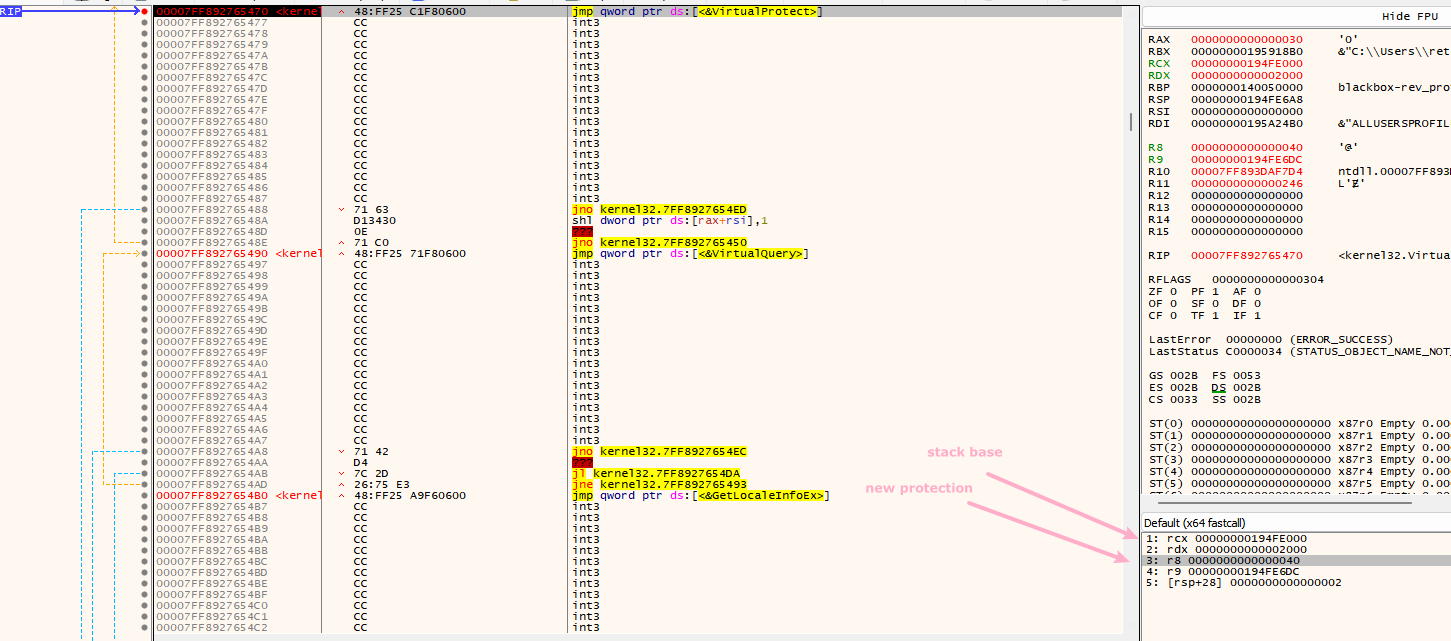 Hide FPU
RIP
00007FF892765470 <kernel 48:FF25 C1F80600 jmp qword ptr ds:[<&VirtualProtect>]
00007FF892765477 CC int3
00007FF892765478 CC int3
00007FF892765479 CC int3
00007FF89276547A CC int3
00007FF89276547B CC int3
00007FF89276547C CC int3
00007FF89276547D CC int3
00007FF89276547E CC int3
00007FF89276547F CC int3
00007FF892765480 CC int3
00007FF892765481 CC int3
00007FF892765482 CC int3
00007FF892765483 CC int3
00007FF892765484 CC int3
00007FF892765485 CC int3
00007FF892765486 CC int3
00007FF892765487 CC int3
00007FF892765488 71 63 jno kernel32.7FF8927654ED
00007FF89276548A D13430 shl dword ptr ds:[rax+rsi],1
00007FF89276548D 0E ???
00007FF89276548E 71 C0 jno kernel32.7FF892765450
00007FF892765490 <kernel 48:FF25 71F80600 jmp qword ptr ds:[<&VirtualQuery>]
00007FF892765497 CC int3
00007FF892765498 CC int3
00007FF892765499 CC int3
00007FF89276549A CC int3
00007FF89276549B CC int3
00007FF89276549C CC int3
00007FF89276549D CC int3
00007FF89276549E CC int3
00007FF89276549F CC int3
00007FF8927654A0 CC int3
00007FF8927654A1 CC int3
00007FF8927654A2 CC int3
00007FF8927654A3 CC int3
00007FF8927654A4 CC int3
00007FF8927654A5 CC int3
00007FF8927654A6 CC int3
00007FF8927654A7 CC int3
00007FF8927654A8 71 42 jno kernel32.7FF8927654EC
00007FF8927654AA D4 ???
00007FF8927654AB 7C 2D jl kernel32.7FF8927654DA
00007FF8927654AD 26:75 E3 jne kernel32.7FF892765493
00007FF8927654B0 <kernel 48:FF25 A9F60600 jmp qword ptr ds:[<&GetLocaleInfoEx>]
00007FF8927654B7 CC int3
00007FF8927654B8 CC int3
00007FF8927654B9 CC int3
00007FF8927654BA CC int3
00007FF8927654BB CC int3
00007FF8927654BC CC int3
00007FF8927654BD CC int3
00007FF8927654BE CC int3
00007FF8927654BF CC int3
00007FF8927654C0 CC int3
00007FF8927654C1 CC int3
00007FF8927654C2 CC int3
stack base
new protection
RAX 0000000000000030 '0'
RBX 00000000195918B0 &"C:\\Users\\ret
RCX 00000000194FE000
RDX 0000000000002000
RBP 0000000140050000 blackbox-rev_pro
RSP 00000000194FE6A8
RSI 0000000000000000
RDI 00000000195A24B0 &"ALLUSERSPROFIL
R8 0000000000000040 '@'
R9 00000000194FE6DC
R10 00007FF893DAF7D4 ntdll.00007FF893D
R11 0000000000000246
R12 0000000000000000
R13 0000000000000000
R14 0000000000000000
R15 0000000000000000
RIP 00007FF892765470 <kernel32.Virtua
RFLAGS 0000000000000304
ZF 0 PF 1 AF 0
OF 0 SF 0 DF 0
CF 0 TF 1 IF 1
LastError 00000000 (ERROR_SUCCESS)
LastStatus C0000034 (STATUS_OBJECT_NAME_NOT_
GS 002B FS 0053
ES 002B DS 002B
CS 0033 SS 002B
ST(0) 00000000000000000000 x87r0 Empty 0.00
ST(1) 00000000000000000000 x87r1 Empty 0.00
ST(2) 00000000000000000000 x87r2 Empty 0.00
ST(3) 00000000000000000000 x87r3 Empty 0.00
ST(4) 00000000000000000000 x87r4 Empty 0.00
ST(5) 00000000000000000000 x87r5 Empty 0.00
Default (x64 fastcall)
1: rcx 00000000194FE000
2: rdx 0000000000002000
3: r8 0000000000000040
4: r9 00000000194FE6DC
5: [rsp+28] 0000000000000002